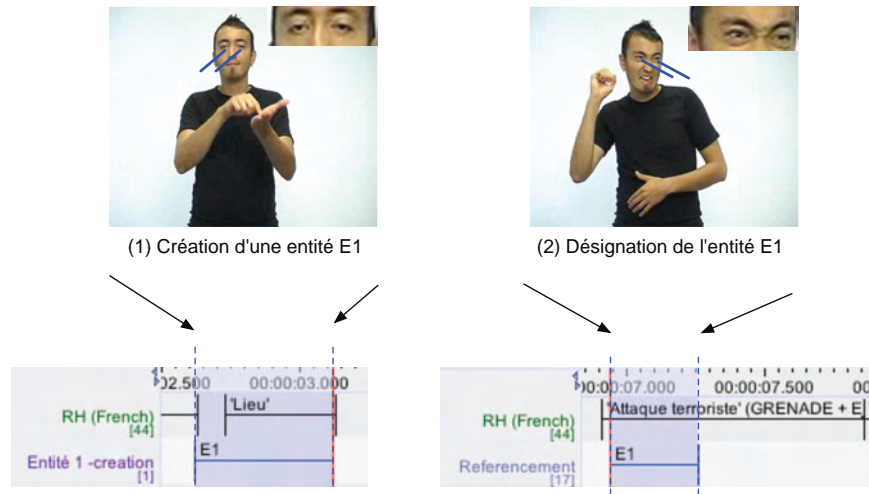 (1) Création d'une entité E1
(2) Désignation de l'entité E1
02.500 00:00:03.000
'Lieu'
RH (French)
[44]
E1
Entité 1 -creation
[1]
00:00:07.000 00:00:07.500 00
'Attaque terroriste' (GRENADE + E
RH (French)
[44]
E1
Referencement
[17]